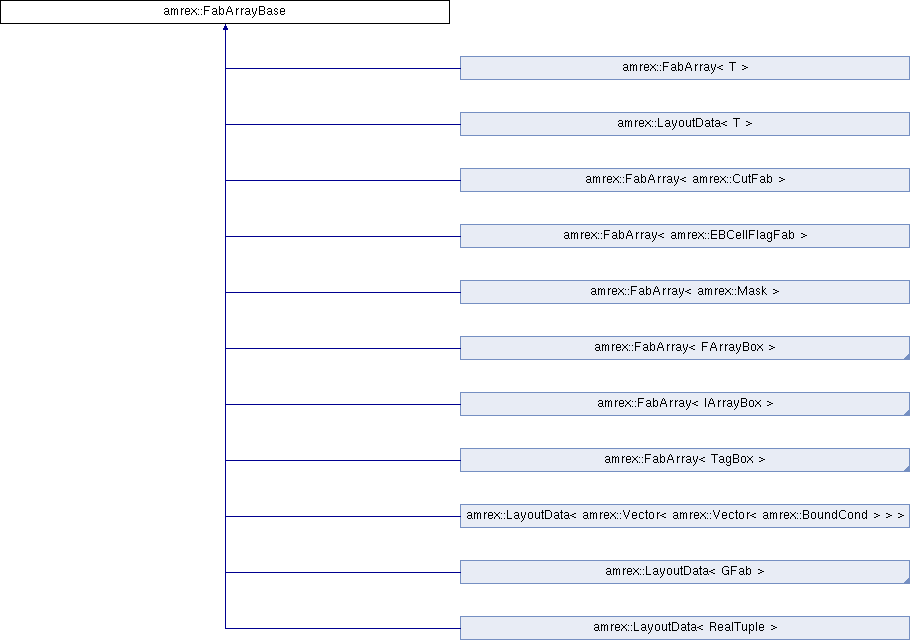 amrex::FabArrayBase
amrex::FabArray< T >
amrex::LayoutData< T >
amrex::FabArray< amrex::CutFab >
amrex::FabArray< amrex::EBCellFlagFab >
amrex::FabArray< amrex::Mask >
amrex::FabArray< FArrayBox >
amrex::FabArray< IArrayBox >
amrex::FabArray< TagBox >
amrex::LayoutData< amrex::Vector< amrex::Vector< amrex::BoundCond > > >
amrex::LayoutData< GFab >
amrex::LayoutData< RealTuple >